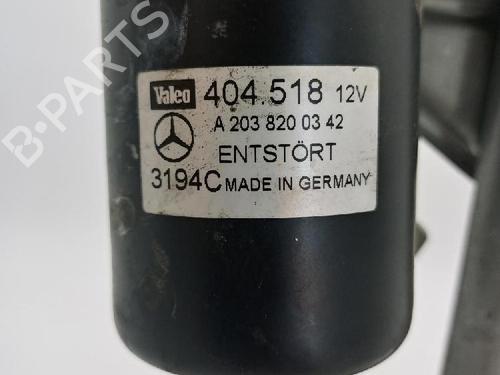 Valeo 404.518 12V
A 203 820 03 42
ENTSTÖRT
3194C MADE IN GERMANY
B-PARTS